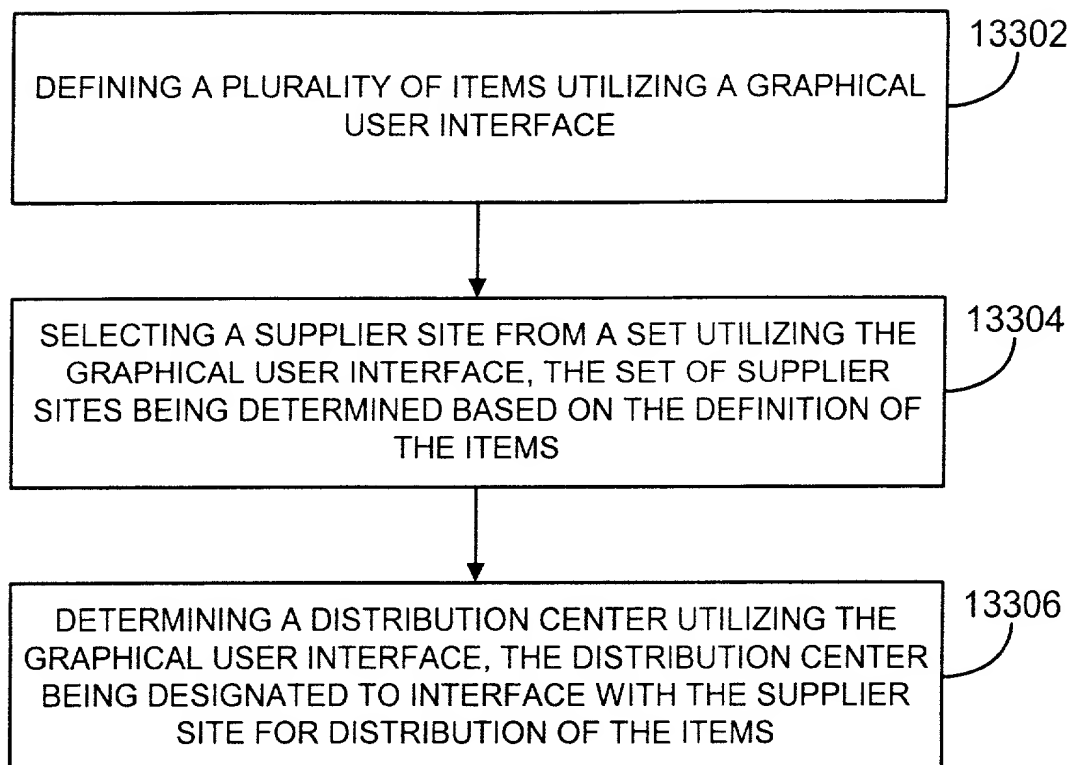 13302
DEFINING A PLURALITY OF ITEMS UTILIZING A GRAPHICAL
USER INTERFACE
13304
SELECTING A SUPPLIER SITE FROM A SET UTILIZING THE
GRAPHICAL USER INTERFACE, THE SET OF SUPPLIER
SITES BEING DETERMINED BASED ON THE DEFINITION OF
THE ITEMS
13306
DETERMINING A DISTRIBUTION CENTER UTILIZING THE
GRAPHICAL USER INTERFACE, THE DISTRIBUTION CENTER
BEING DESIGNATED TO INTERFACE WITH THE SUPPLIER
SITE FOR DISTRIBUTION OF THE ITEMS